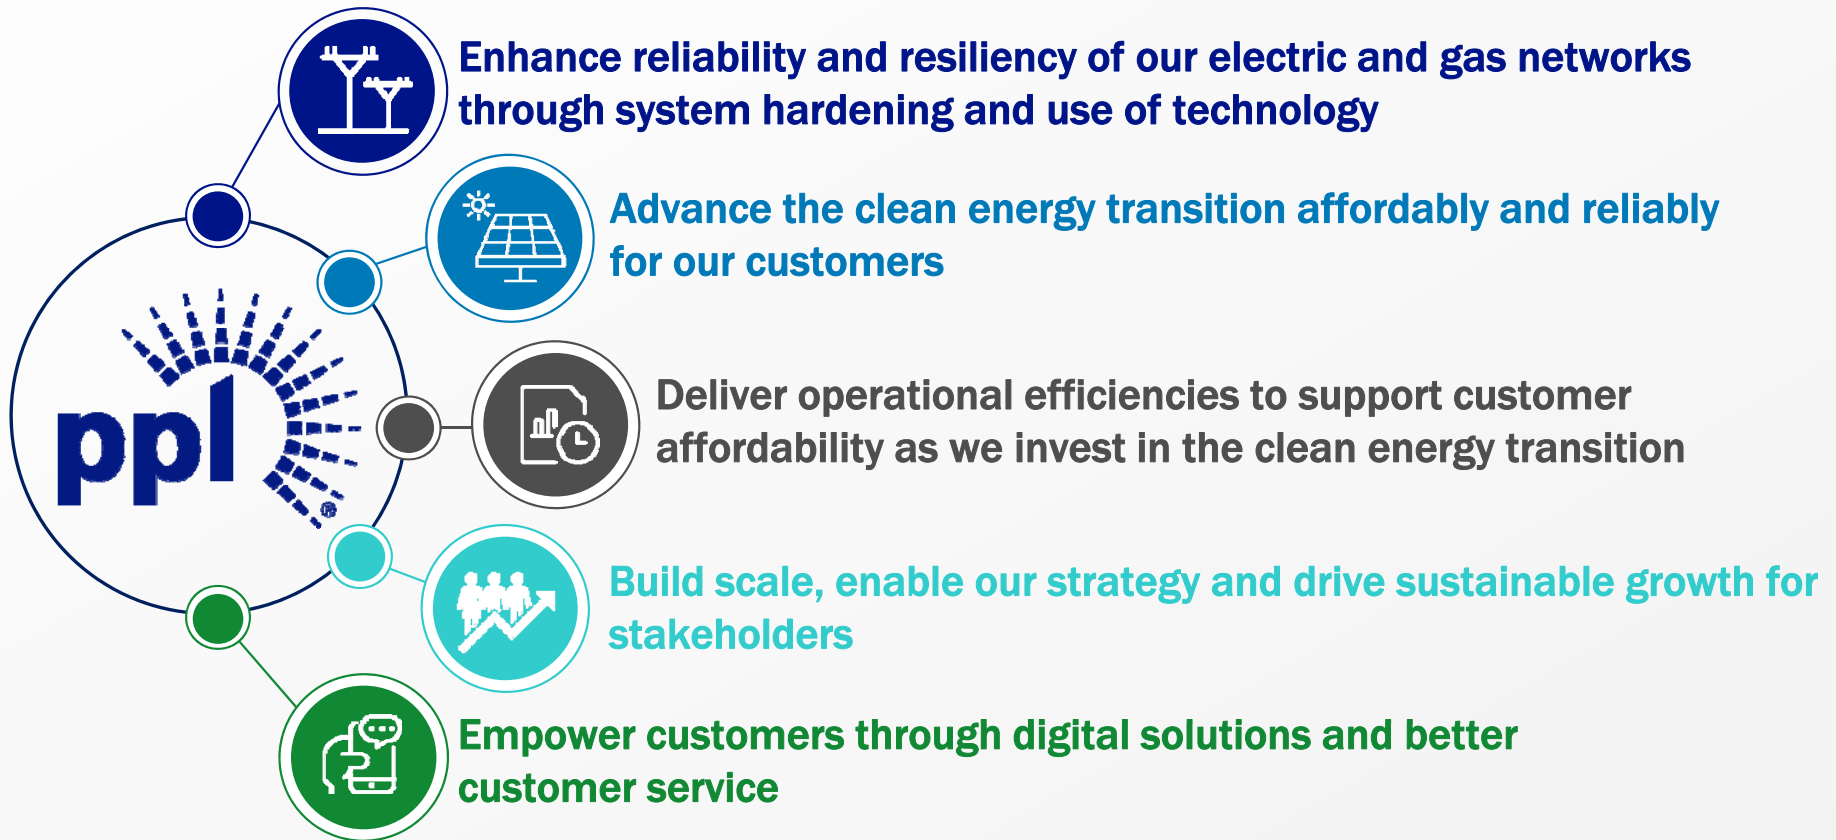 Enhance reliability and resiliency of our electric and gas networks
through system hardening and use of technology
Advance the clean energy transition affordably and reliably
for our customers
ppl
®
Deliver operational efficiencies to support customer
affordability as we invest in the clean energy transition
Build scale, enable our strategy and drive sustainable growth for
stakeholders
Empower customers through digital solutions and better
customer service